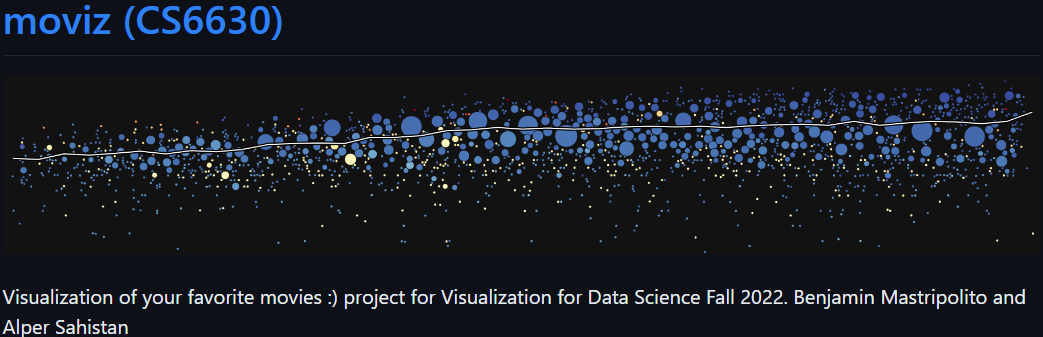 moviz (CS6630)
Visualization of your favorite movies :) project for Visualization for Data Science Fall 2022. Benjamin Mastripolito and
Alper Sahistan